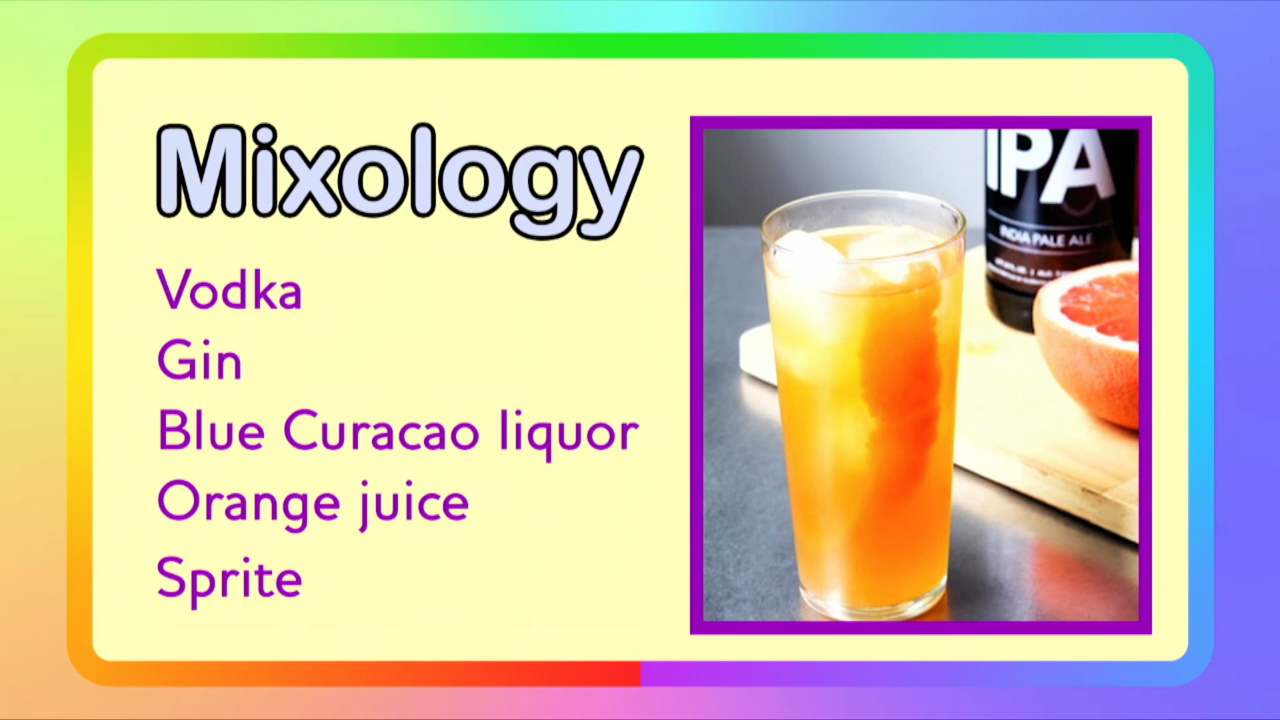 Mixology
Vodka
Gin
Blue Curacao liquor
Orange juice
Sprite
IPA
INDIA PALE ALE